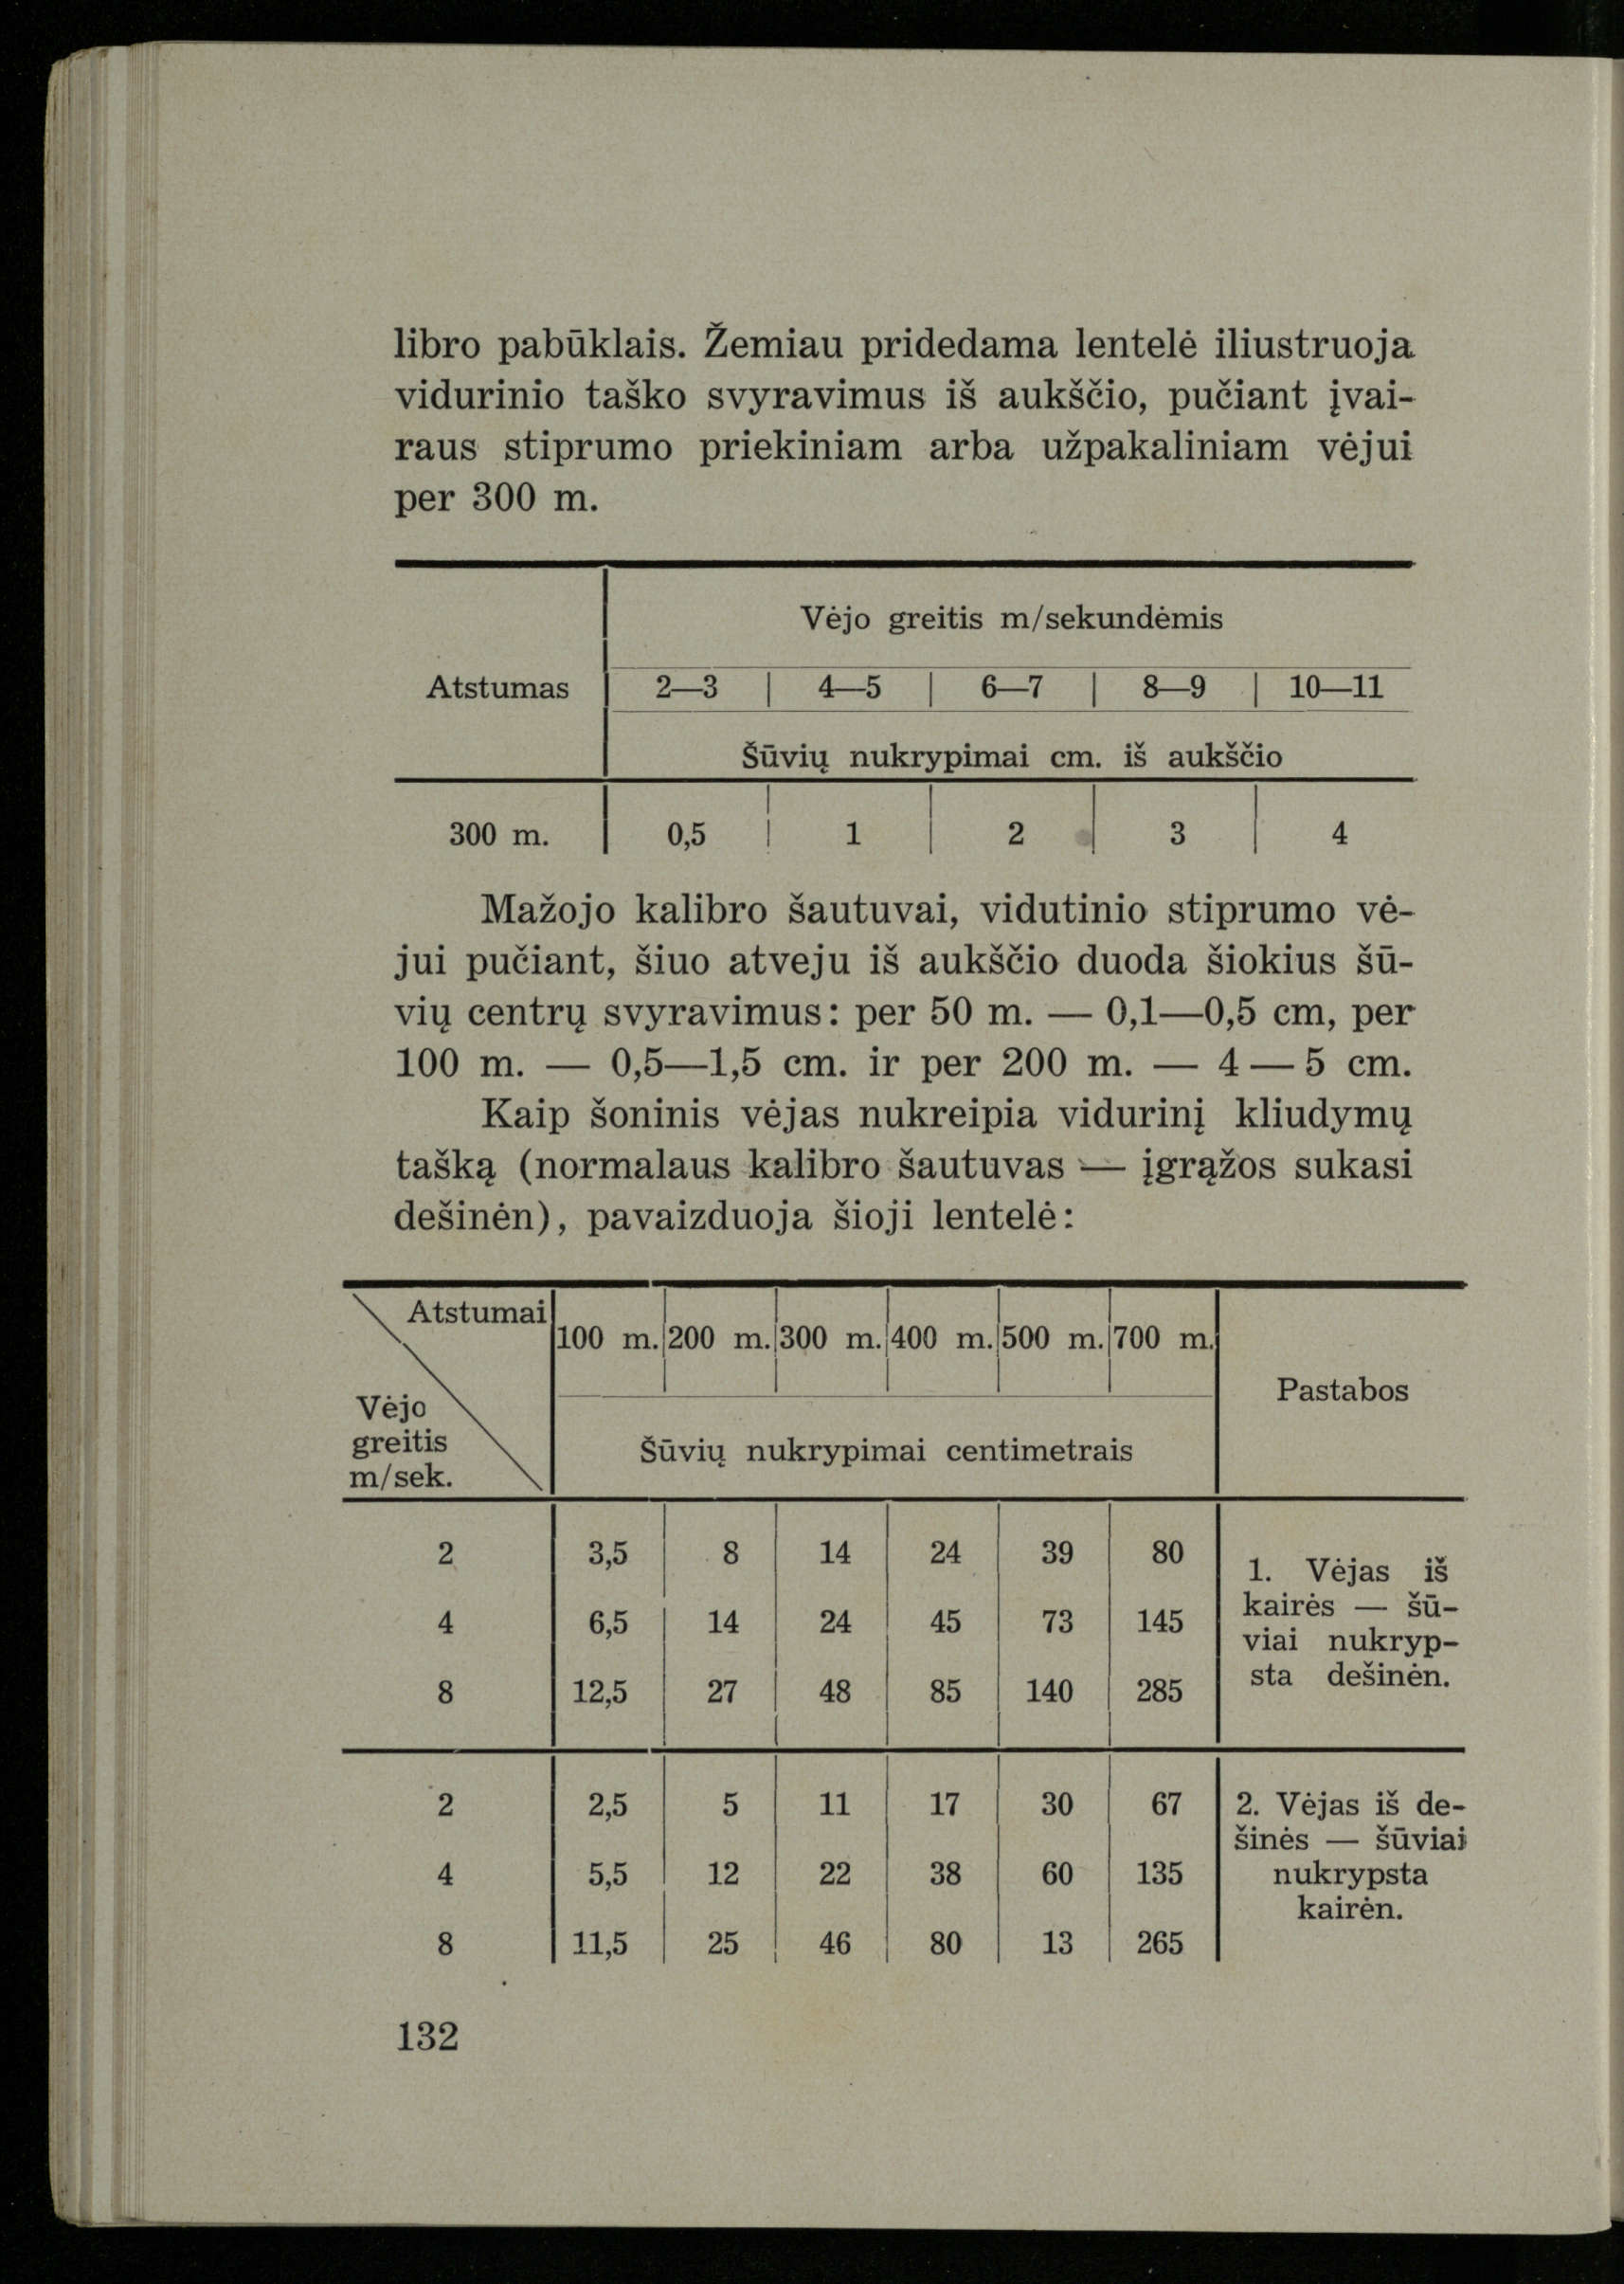 libro pabūklais. Žemiau pridedama lentelė iliustruoja
vidurinio taško svyravimus iš aukščio, pučiant įvai-
raus stiprumo priekiniam arba užpakaliniam vėjui
per 300 m.
Vėjo greitis m/sekundėmis
Atstumas 2—3 4—5 6—7 8—9 10—11
Šūvių nukrypimai cm. iš aukščio
300 m. 0,5 1 2 3 4
Mažojo kalibro šautuvai, vidutinio stiprumo vė-
jui pučiant, šiuo atveju iš aukščio duoda šiokius šū-
vių centrų svyravimus: per 50 m. — 0,1—0,5 cm, per
100 m. — 0,5—1,5 cm. ir per 200 m. — 4 — 5 cm.
Kaip šoninis vėjas nukreipia vidurinį kliudymų
tašką (normalaus kalibro šautuvas — įgrąžos sukasi
dešinėn), pavaizduoja šioji lentelė:
Atstumai
100 m. 200 m. 300 m. 400 m. 500 m. 700 m.
Pastabos
Vėjo
greitis
m/sek.
Šūvių nukrypimai centimetrais
2 3,5 8 14 24 39 80
4 6,5 14 24 45 73 145
8 12,5 27 48 85 140 285
1. Vėjas iš
kairės — šū-
viai nukryp-
sta dešinėn.
2 2,5 5 11 17 30 67
4 5,5 12 22 38 60 135
8 11,5 25 46 80 13 265
2. Vėjas iš de-
šinės — šūviai
nukrypsta
kairėn.
132